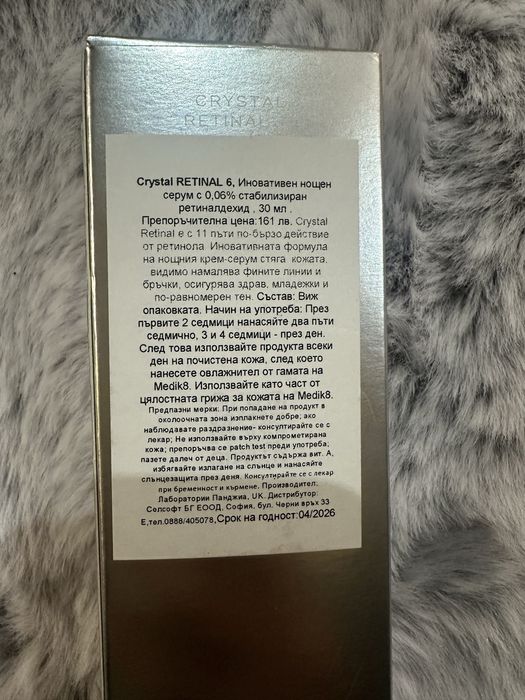 CRYSTAL
RETINAL
Crystal RETINAL 6, Иновативен нощен
серум с 0,06% стабилизиран
ретиналдехид , 30 мл .
Препоръчителна цена:161 лв. Crystal
Retinal е с 11 пъти по-бързо действие
от ретинола. Иновативната формула
на нощния крем-серум стяга кожата,
видимо намалява фините линии и
бръчки, осигурява здрав, младежки и
по-равномерен тен. Състав: Виж
опаковката. Начин на употреба: През
първите 2 седмици нанасяйте два пъти
седмично, 3 и 4 седмици - през ден.
След това използвайте продукта всеки
ден на почистена кожа, след което
нанесете овлажнител от гамата на
Medik8. Използвайте като част от
цялостната грижа за кожата на Medik8.
Предпазни мерки: При попадане на продукт в
околоочната зона изплакнете добре; ако
наблюдавате раздразнение- консултирайте се с
лекар; Не използвайте върху компрометирана
кожа; препоръчва се patch test преди употреба;
пазете далеч от деца. Продуктът съдържа вит. А,
избягвайте излагане на слънце и нанасяйте
слънцезащита през деня. Консултирайте се с лекар
при бременност и кърмене. Производител:
Лаборатории Панджиа, UK. Дистрибутор:
Селсофт БГ ЕООД, София, бул. Черни връх 33
Е,тел.0888/405078,Срок на годност:04/2026